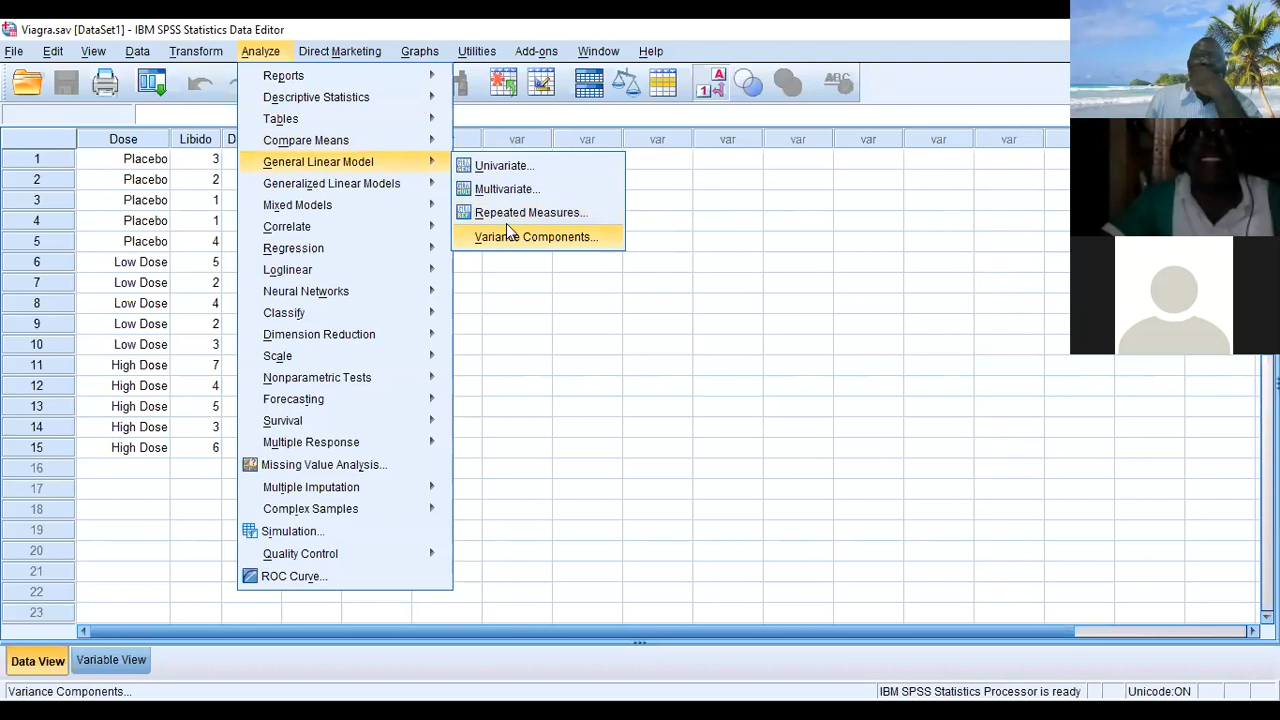 Viagra.sav [DataSet1] - IBM SPSS Statistics Data Editor
File Edit View Data Transform Analyze Direct Marketing Graphs Utilities Add-ons Window Help
Reports
Descriptive Statistics
Tables
Compare Means
General Linear Model
Generalized Linear Models
Mixed Models
Correlate
Regression
Loglinear
Neural Networks
Classify
Dimension Reduction
Scale
Nonparametric Tests
Forecasting
Survival
Multiple Response
Missing Value Analysis...
Multiple Imputation
Complex Samples
Simulation...
Quality Control
ROC Curve...
Univariate...
Multivariate...
Repeated Measures...
Variance Components...
A
1
ABC
Dose Libido D var var var var var var var var
1 Placebo 3
2 Placebo 2
3 Placebo 1
4 Placebo 1
5 Placebo 4
6 Low Dose 5
7 Low Dose 2
8 Low Dose 4
9 Low Dose 2
10 Low Dose 3
11 High Dose 7
12 High Dose 4
13 High Dose 5
14 High Dose 3
15 High Dose 6
16
17
18
19
20
21
22
23
Data View Variable View
Variance Components... IBM SPSS Statistics Processor is ready Unicode:ON